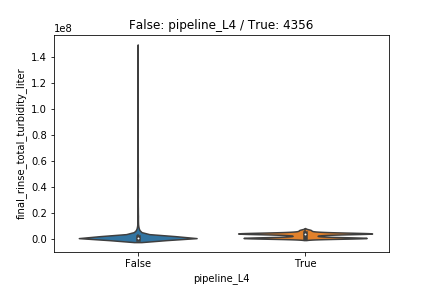 False: pipeline_L4 / True: 4356
1e8
1.4
1.2
1.0
0.8
0.6
0.4
0.2
0.0
final_rinse_total_turbidity_liter
False
True
pipeline_L4